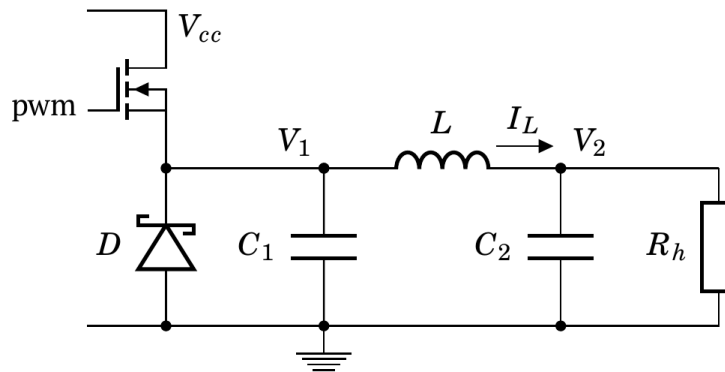 V_cc
pwm
V_1
L
I_L
V_2
D
C_1
C_2
R_h